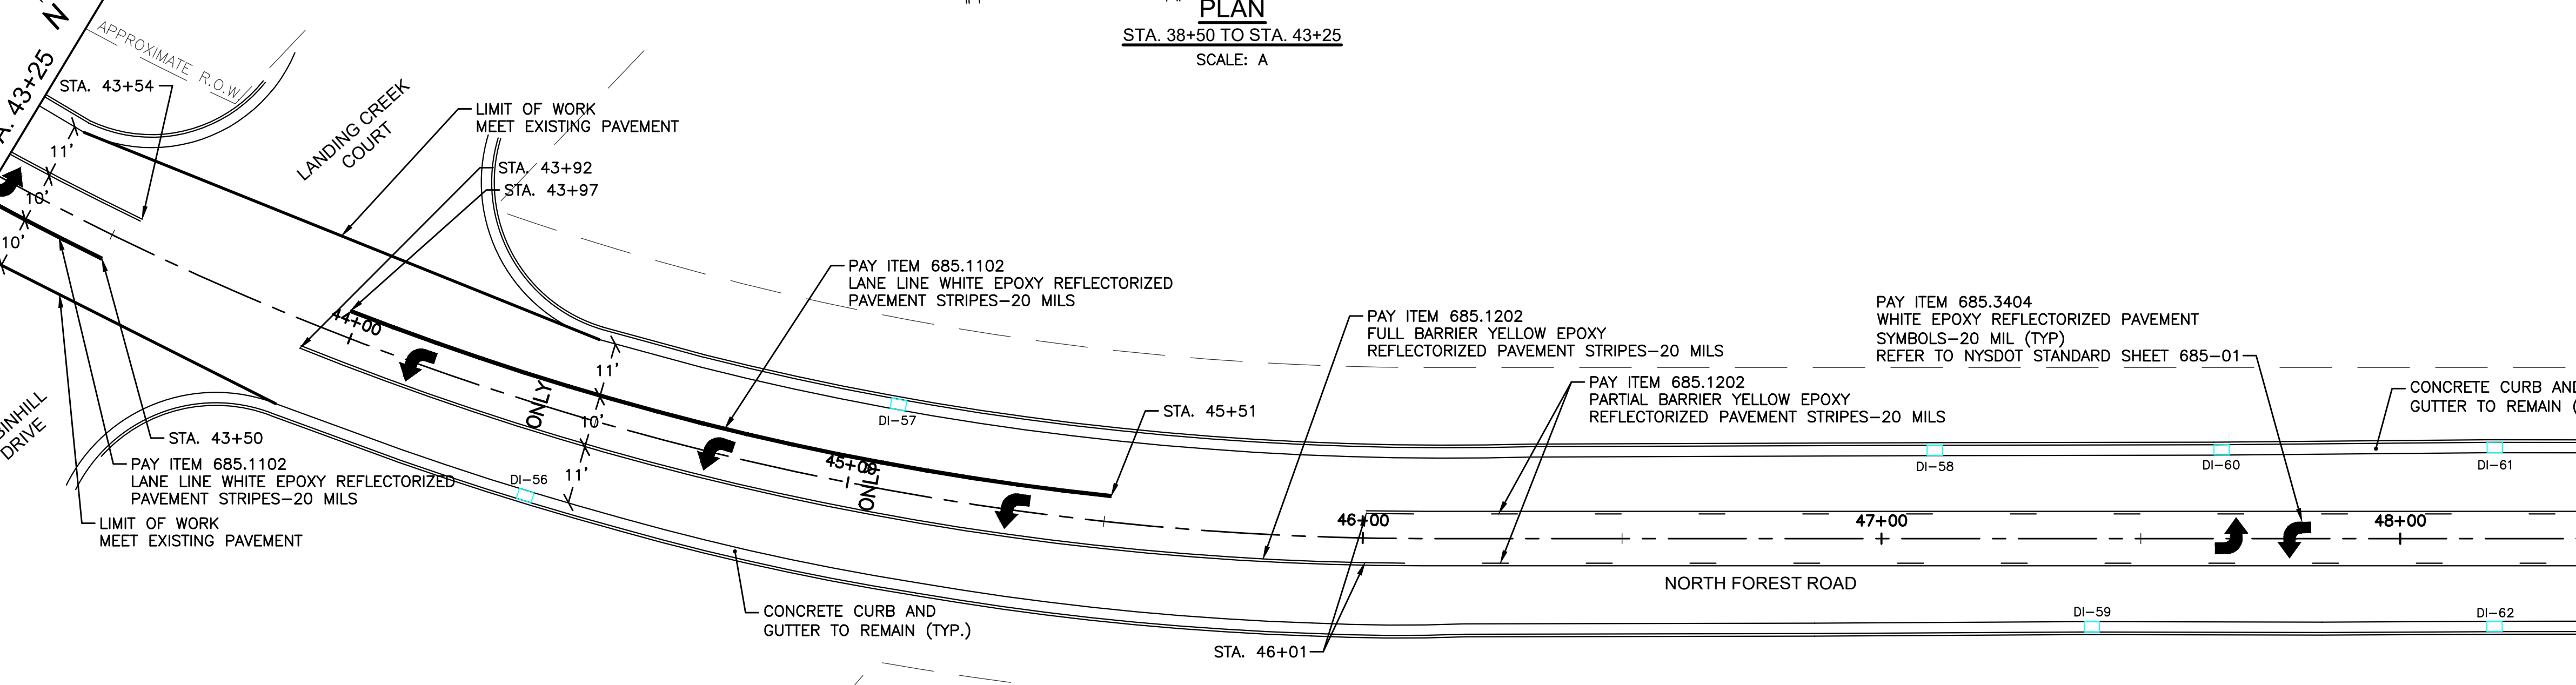 PLAN
STA. 38+50 TO STA. 43+25
SCALE: A
N
43+25
APPROXIMATE R.O.W
STA. 43+54
11'
10'
10'
LANDING CREEK
COURT
LIMIT OF WORK
MEET EXISTING PAVEMENT
STA. 43+92
STA. 43+97
44+00
PAY ITEM 685.1102
LANE LINE WHITE EPOXY REFLECTORIZED
PAVEMENT STRIPES-20 MILS
11'
10'
11'
ONLY
DI-57
STA. 45+51
45+00
ONLY
PAY ITEM 685.1202
FULL BARRIER YELLOW EPOXY
REFLECTORIZED PAVEMENT STRIPES-20 MILS
PAY ITEM 685.1202
PARTIAL BARRIER YELLOW EPOXY
REFLECTORIZED PAVEMENT STRIPES-20 MILS
PAY ITEM 685.3404
WHITE EPOXY REFLECTORIZED PAVEMENT
SYMBOLS-20 MIL (TYP)
REFER TO NYSDOT STANDARD SHEET 685-01
CONCRETE CURB
GUTTER TO REMAIN
DI-58
DI-60
DI-61
46+00
47+00
48+00
NORTH FOREST ROAD
DI-59
DI-62
STA. 46+01
CONCRETE CURB AND
GUTTER TO REMAIN (TYP.)
DI-56
DRIVE
STA. 43+50
PAY ITEM 685.1102
LANE LINE WHITE EPOXY REFLECTORIZED
PAVEMENT STRIPES-20 MILS
LIMIT OF WORK
MEET EXISTING PAVEMENT